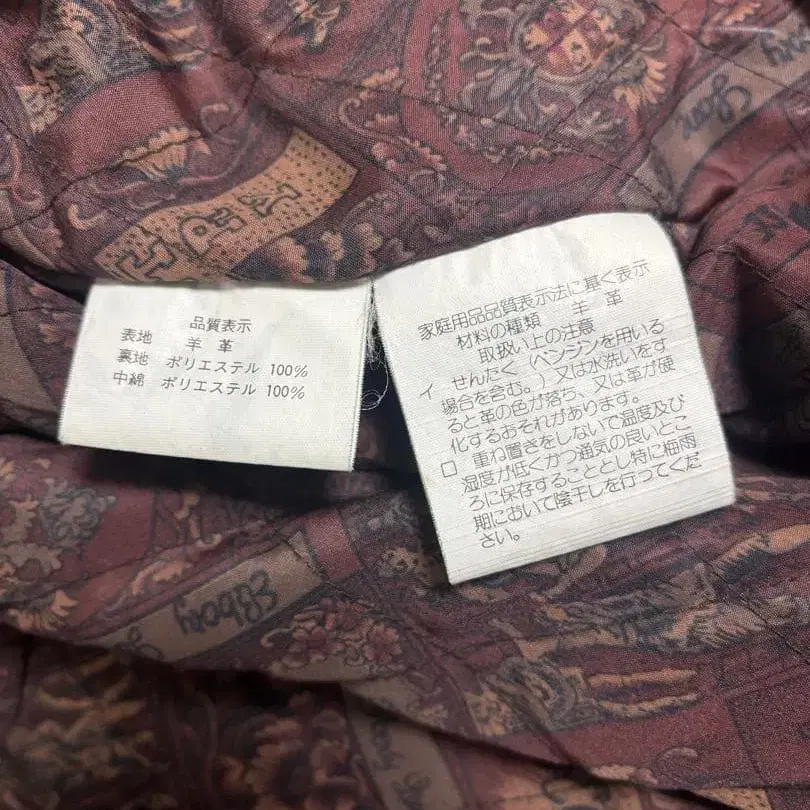 品質表示
表地 羊革
裏地 ポリエステル 100%
中綿 ポリエステル 100%
家庭用品品質表示法に基く表示
材料の種類 羊革
取扱い上の注意
イ せんたく(ベンジンを用いる
場合を含む。)又は水洗いをす
ると革の色が落ち、又は革が硬
化するおそれがあります。
ロ 重ね置きをしないで温度及び
湿度が低くかつ通気の良いとこ
ろに保存することとし特に梅雨
期において陰干しを行ってくだ
さい。
Ebony